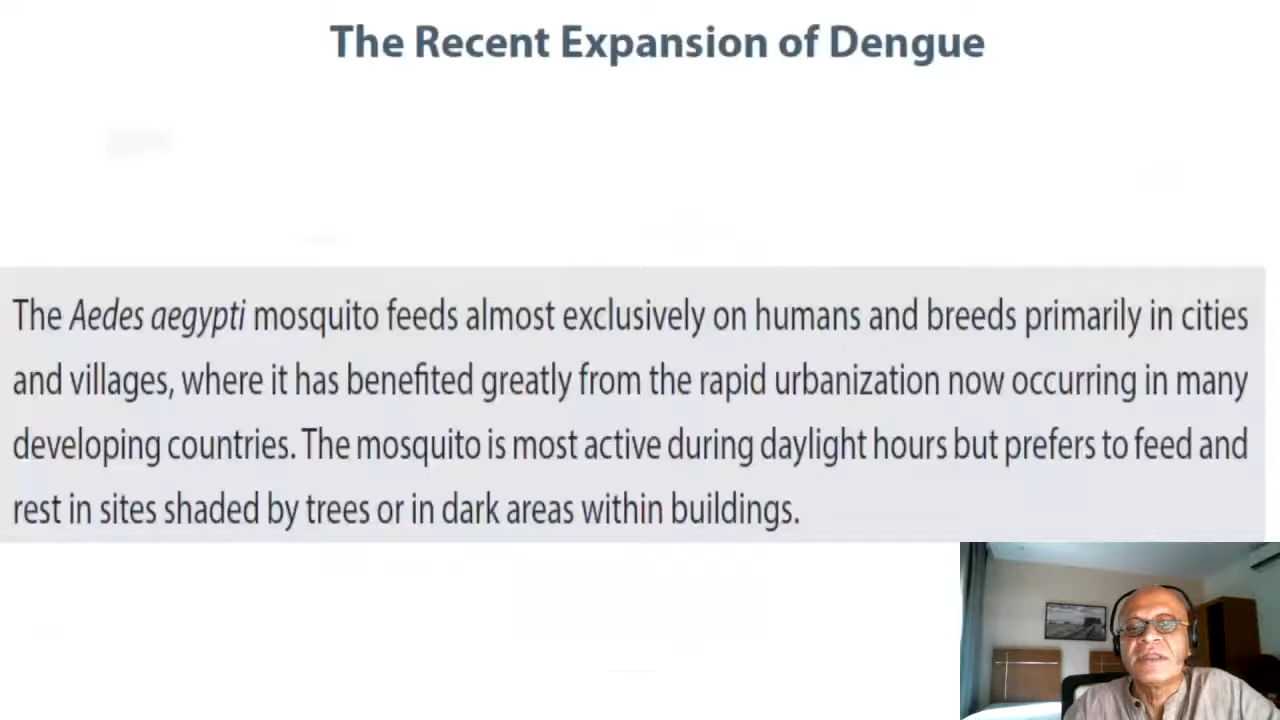 The Recent Expansion of Dengue
The Aedes aegypti mosquito feeds almost exclusively on humans and breeds primarily in cities
and villages, where it has benefited greatly from the rapid urbanization now occurring in many
developing countries. The mosquito is most active during daylight hours but prefers to feed and
rest in sites shaded by trees or in dark areas within buildings.